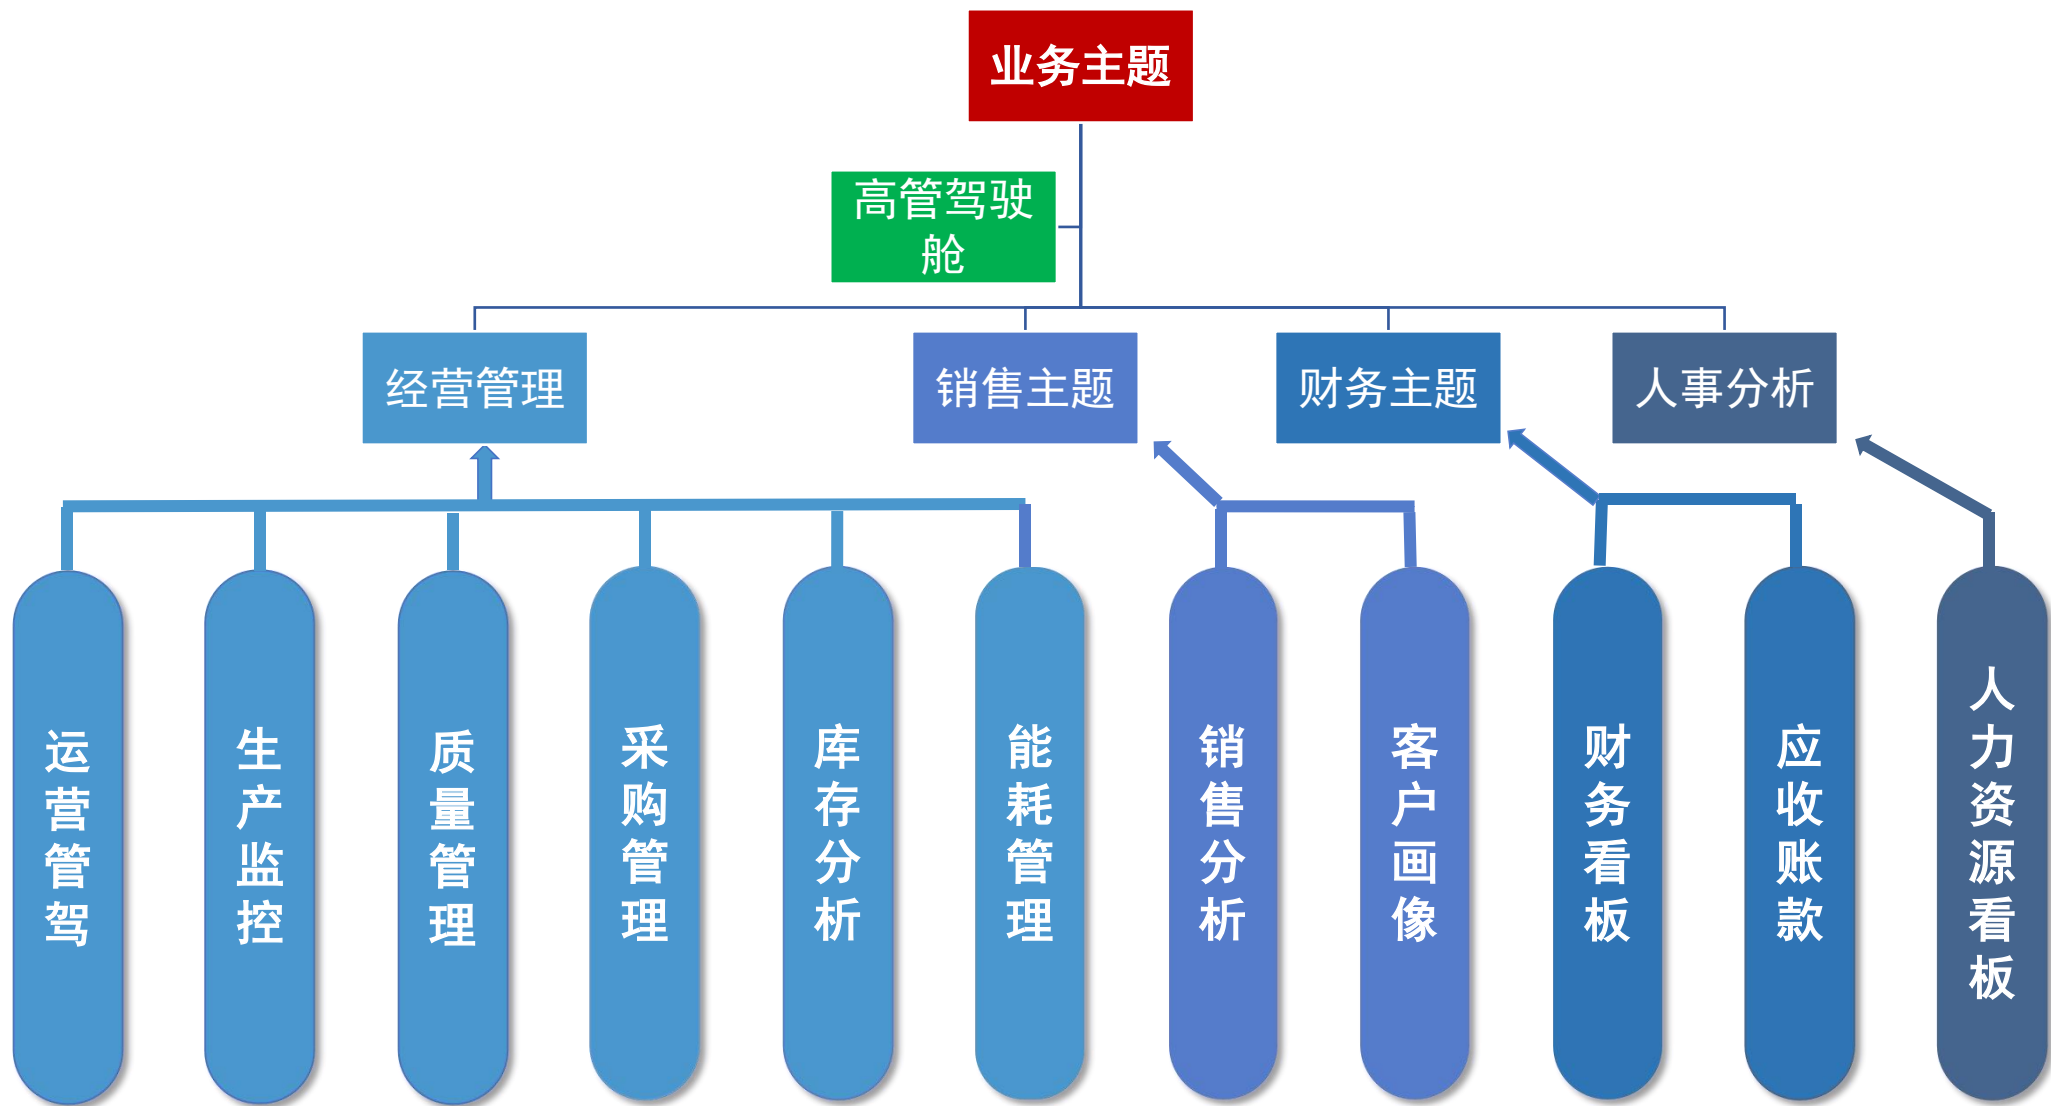 业务主题
高管驾驶
舱
经营管理
销售主题
财务主题
人事分析
运营管驾
生产监控
质量管理
采购管理
库存分析
能耗管理
销售分析
客户画像
财务看板
应收账款
人力资源看板